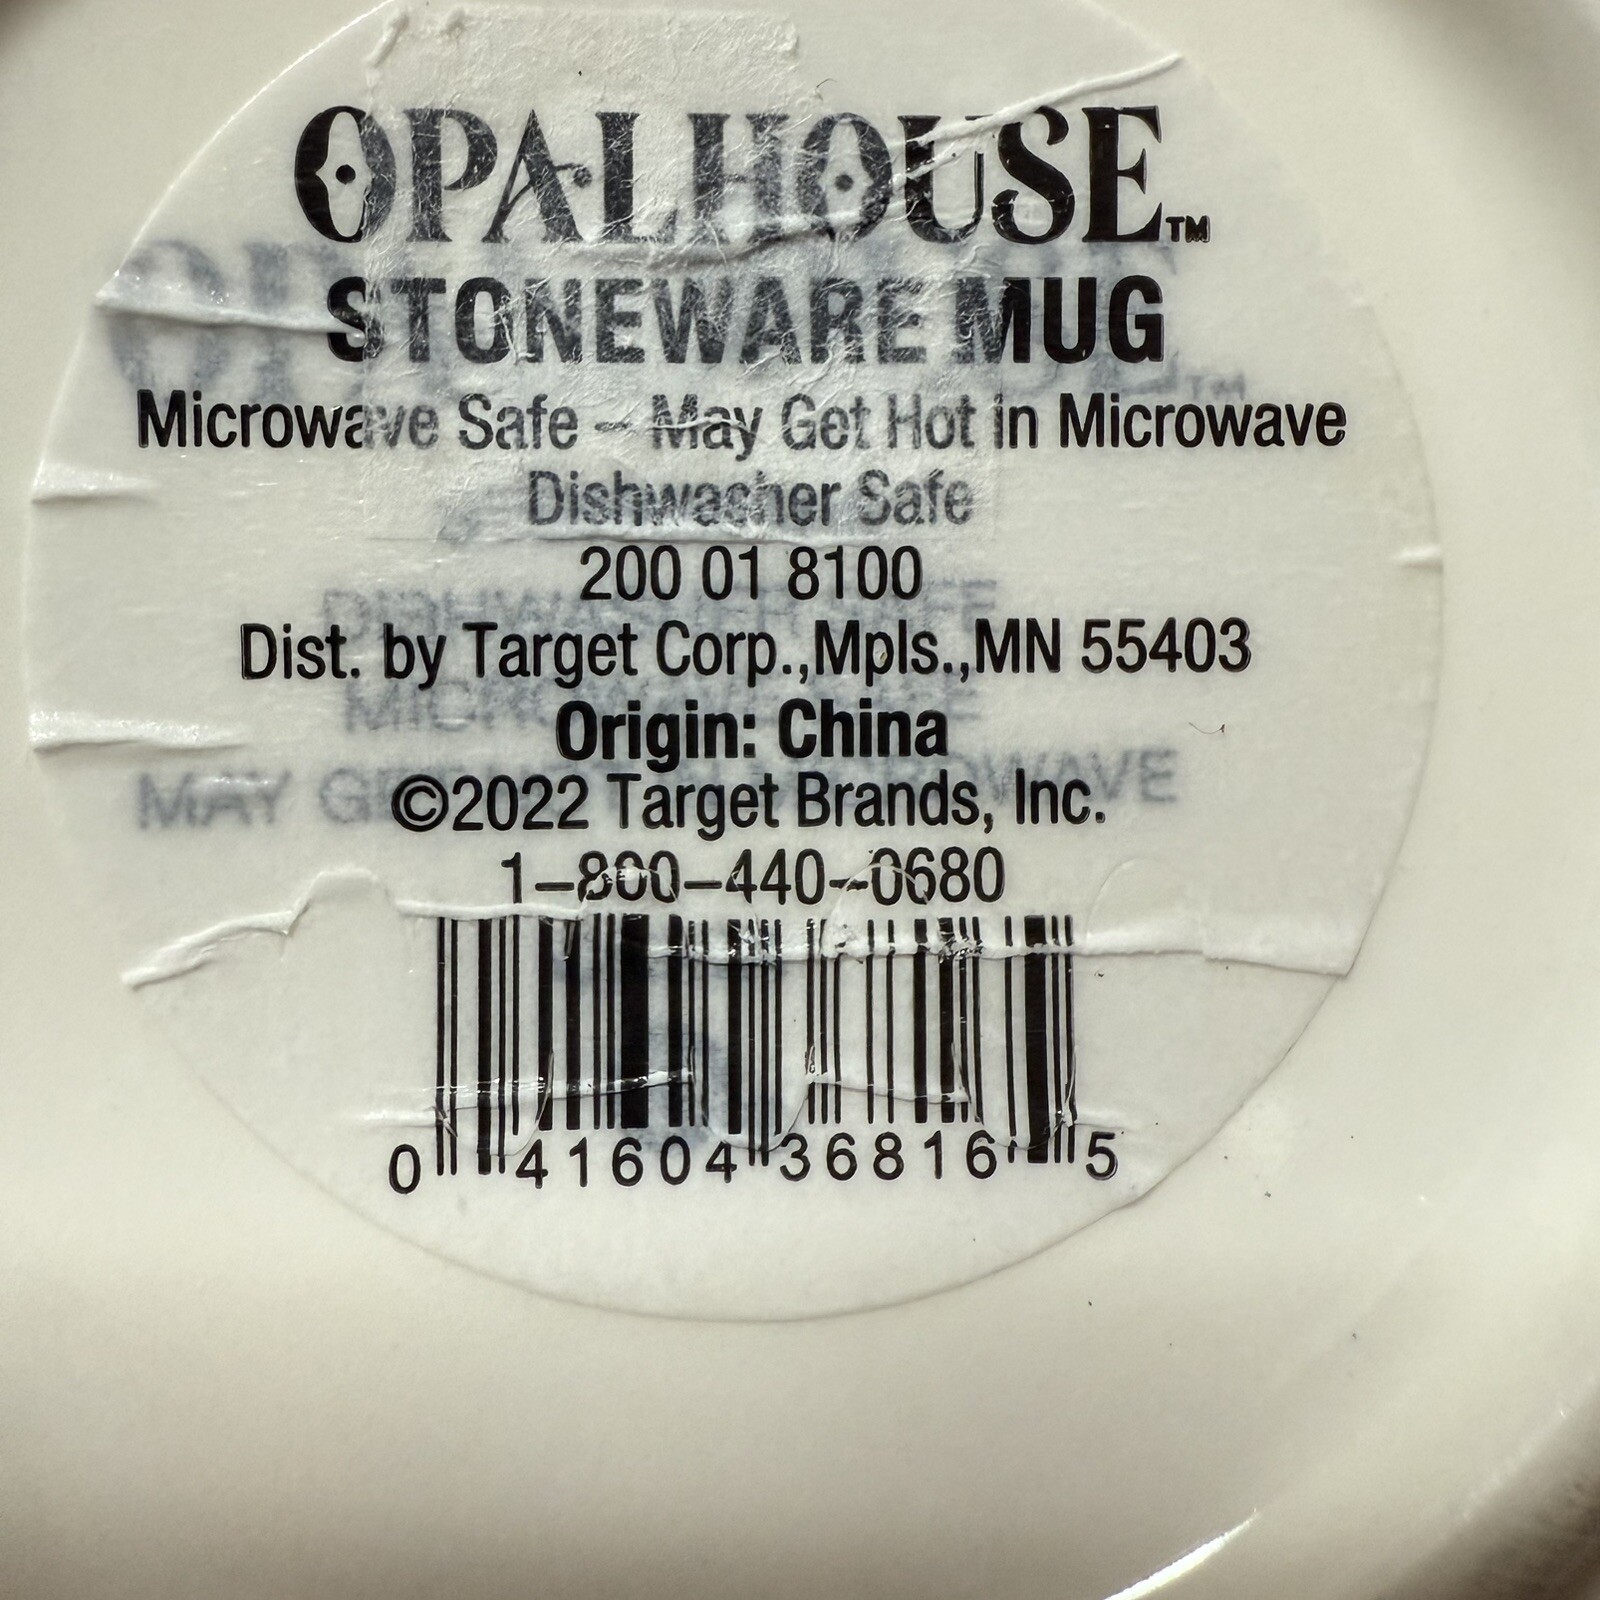 OPALHOUSE™
STONEWARE MUG
Microwave Safe – May Get Hot in Microwave
Dishwasher Safe
200 01 8100
Dist. by Target Corp.,Mpls.,MN 55403
Origin: China
©2022 Target Brands, Inc.
1–800–440–0680
0 41604 36816 5